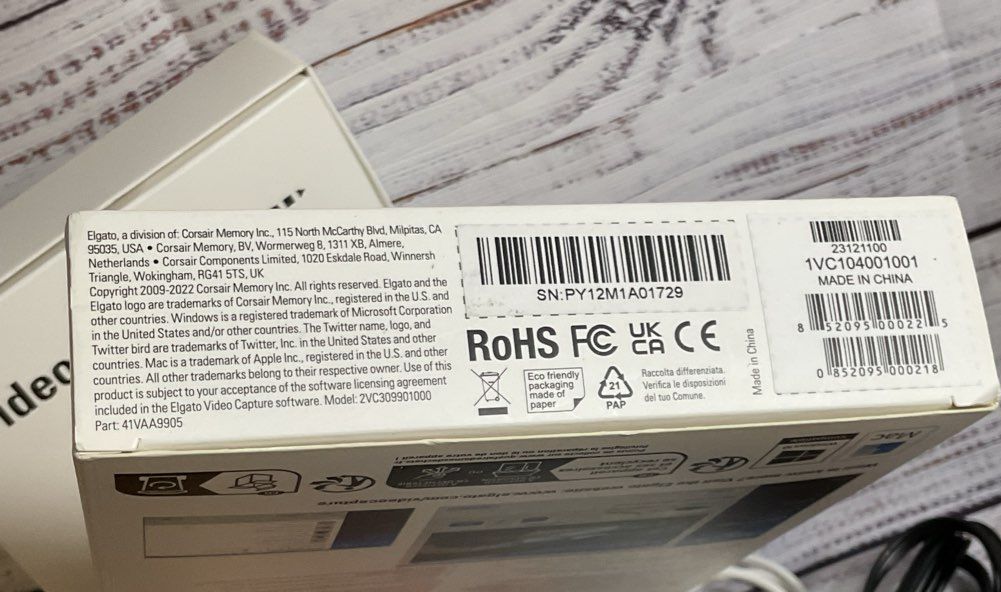 Elgato, a division of: Corsair Memory Inc., 115 North McCarthy Blvd, Milpitas, CA
95035, USA • Corsair Memory, BV, Wormerweg 8, 1311 XB, Almere,
Netherlands • Corsair Components Limited, 1020 Eskdale Road, Winnersh
Triangle, Wokingham, RG41 5TS, UK
Copyright 2009-2022 Corsair Memory Inc. All rights reserved. Elgato and the
Elgato logo are trademarks of Corsair Memory Inc., registered in the U.S. and
other countries. Windows is a registered trademark of Microsoft Corporation
in the United States and/or other countries. The Twitter name, logo, and
Twitter bird are trademarks of Twitter, Inc. in the United States and other
countries. Mac is a trademark of Apple Inc., registered in the U.S. and other
countries. All other trademarks belong to their respective owner. Use of this
product is subject to your acceptance of the software licensing agreement
included in the Elgato Video Capture software. Model: 2VC309901000
Part: 41VAA9905
SN:PY12M1A01729
RoHS FC UK CA CE
Eco friendly
packaging
made of
paper
21
PAP
Raccolta differenziata.
Verifica le disposizioni
del tuo Comune.
Made in China
23121100
1VC104001001
MADE IN CHINA
8 52095 00022 5
0 852095 000218
Mac